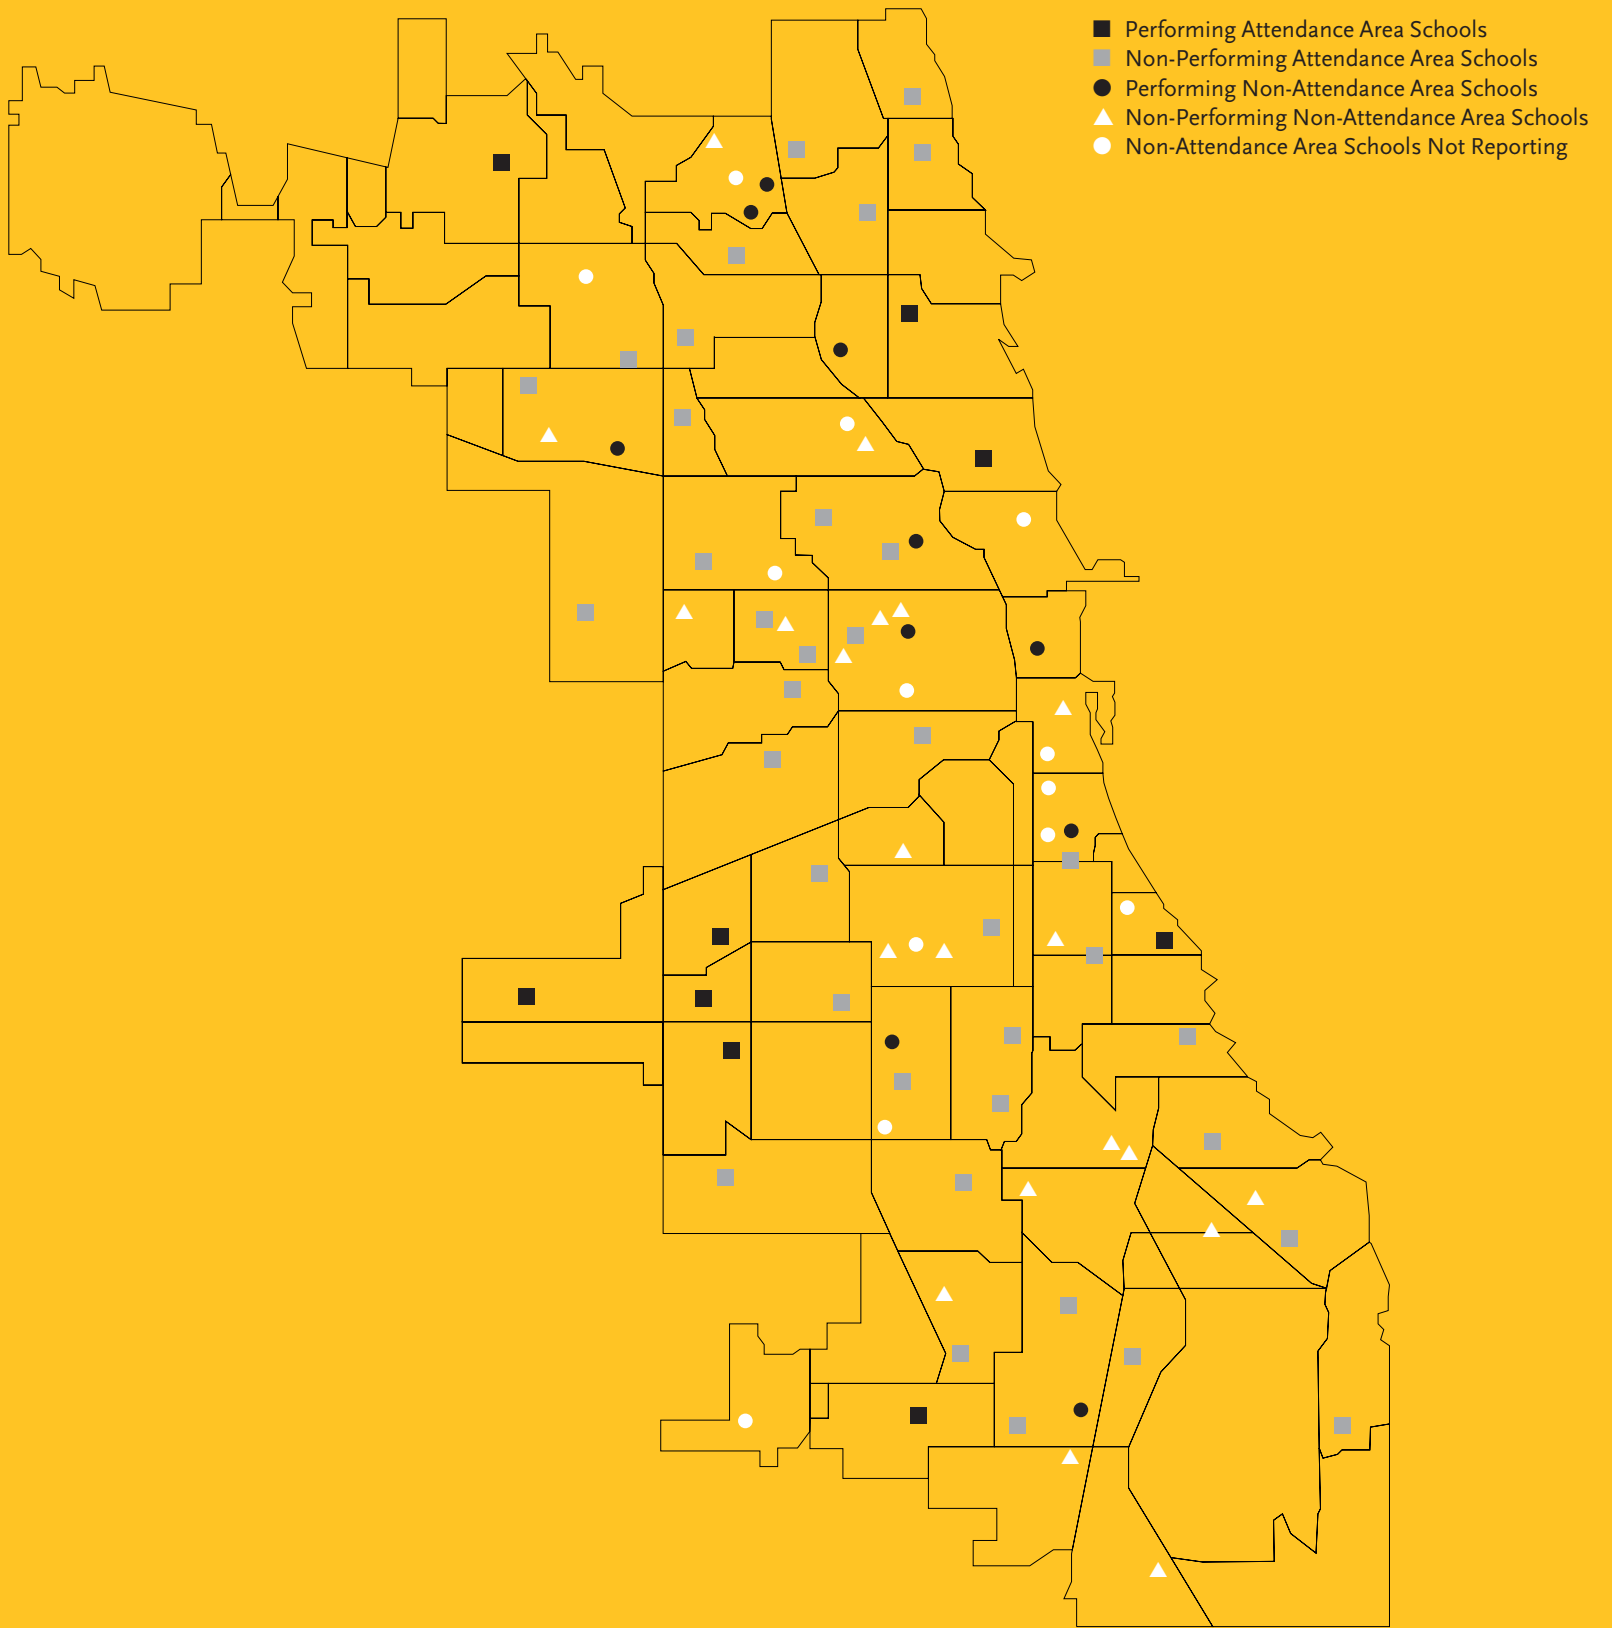 Performing Attendance Area Schools
Non-Performing Attendance Area Schools
Performing Non-Attendance Area Schools
Non-Performing Non-Attendance Area Schools
Non-Attendance Area Schools Not Reporting